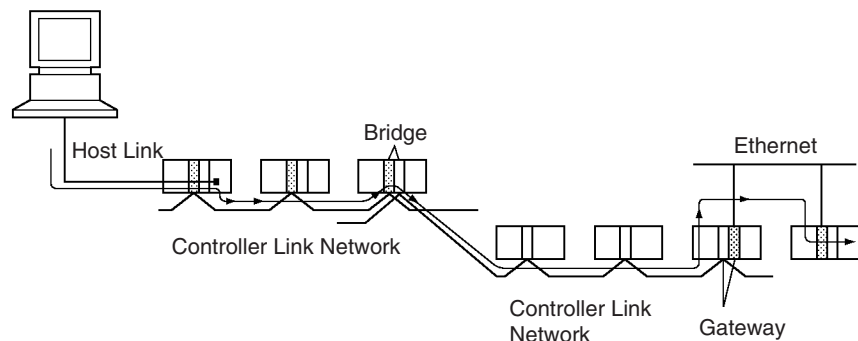 Bridge
Ethernet
Host Link
Controller Link Network
Controller Link
Network
Gateway